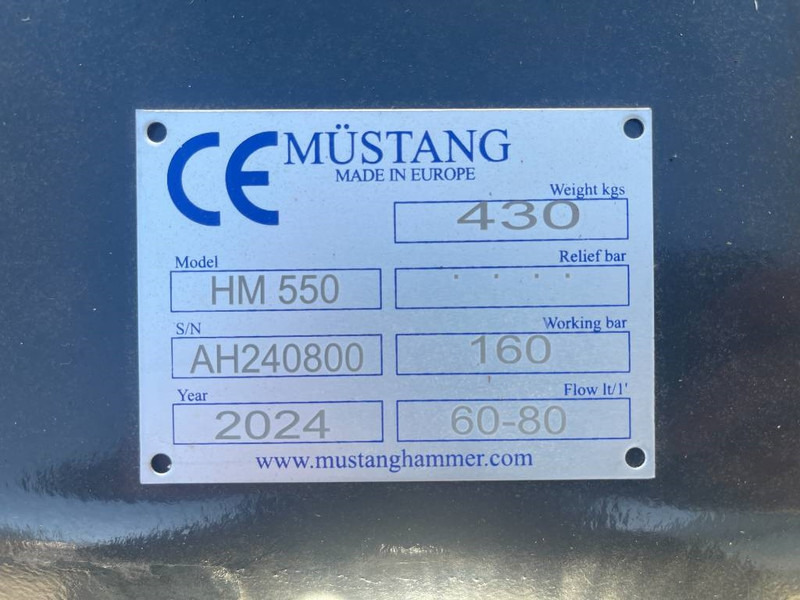 CE MÜSTANG
MADE IN EUROPE
Weight kgs
430
Model
HM 550
Relief bar
. . . .
S/N
AH240800
Working bar
160
Year
2024
Flow lt/1'
60-80
www.mustanghammer.com